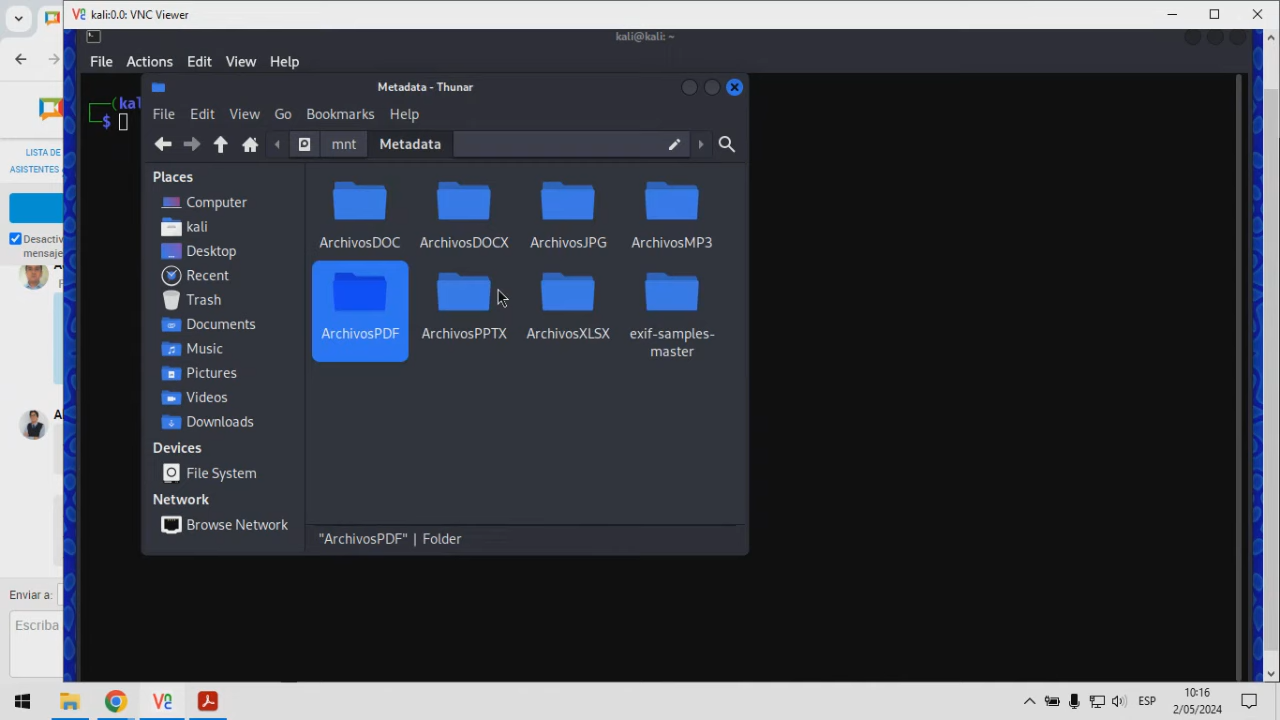 kali:0.0: VNC Viewer
kali@kali: ~
File Actions Edit View Help
LISTA DE
ASISTENTES
Desactiv
mensaje
Enviar a:
Escriba
(kal
$
Metadata - Thunar
File Edit View Go Bookmarks Help
mnt Metadata
Places
Computer
kali
Desktop
Recent
Trash
Documents
Music
Pictures
Videos
Downloads
Devices
File System
Network
Browse Network
ArchivosDOC ArchivosDOCX ArchivosJPG ArchivosMP3
ArchivosPDF ArchivosPPTX ArchivosXLSX exif-samples-
master
"ArchivosPDF" | Folder
ESP
10:16
2/05/2024